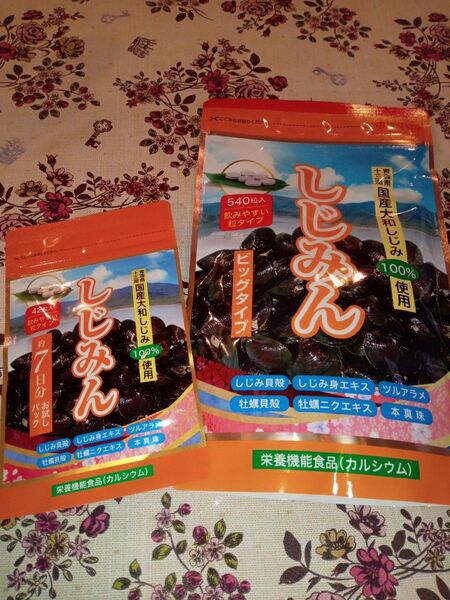 42粒入
飲みやすい
粒タイプ
しじみん
青森県
十三湖
国産大和しじみ
100%
使用
約7日分
お試し
パック
しじみ貝殻
しじみ身エキス
ツルアラメ
牡蠣貝殻
牡蠣ニクエキス
本真珠
栄養機能食品(カルシウム)
540粒入
飲みやすい
粒タイプ
しじみん
青森県
十三湖
国産大和しじみ
100%
使用
ビッグタイプ
しじみ貝殻
しじみ身エキス
ツルアラメ
牡蠣貝殻
牡蠣ニクエキス
本真珠
栄養機能食品(カルシウム)